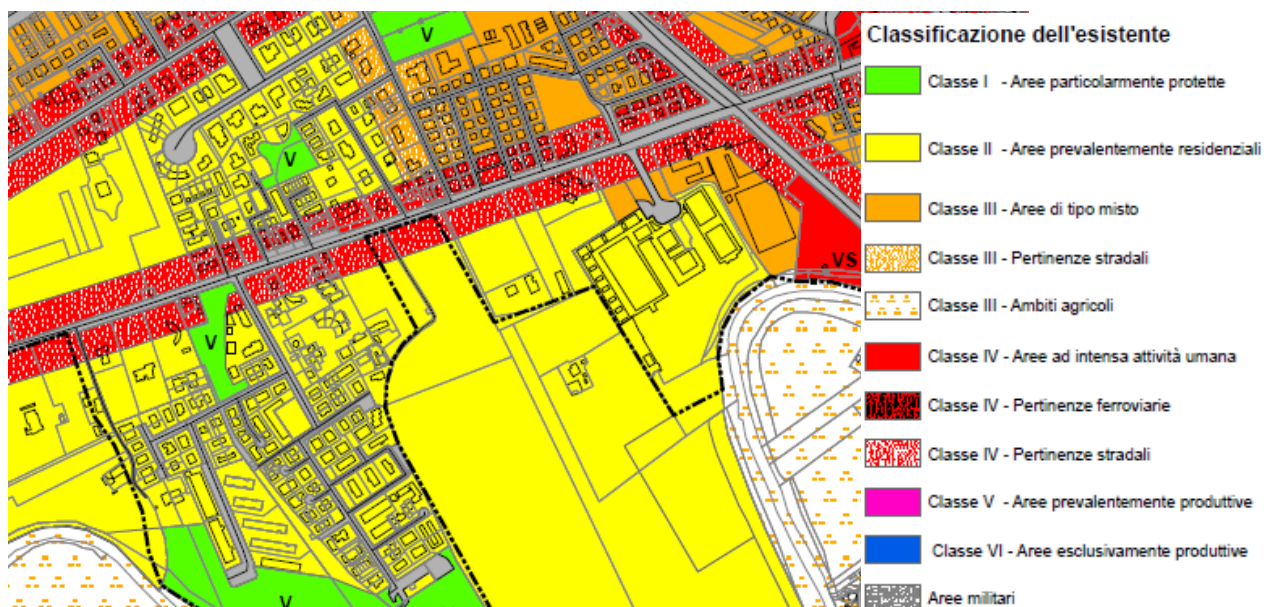 V
V
V
V
VS
Classificazione dell'esistente
Classe I - Aree particolarmente protette
Classe II - Aree prevalentemente residenziali
Classe III - Aree di tipo misto
Classe III - Pertinenze stradali
Classe III - Ambiti agricoli
Classe IV - Aree ad intensa attività umana
Classe IV - Pertinenze ferroviarie
Classe IV - Pertinenze stradali
Classe V - Aree prevalentemente produttive
Classe VI - Aree esclusivamente produttive
Aree militari